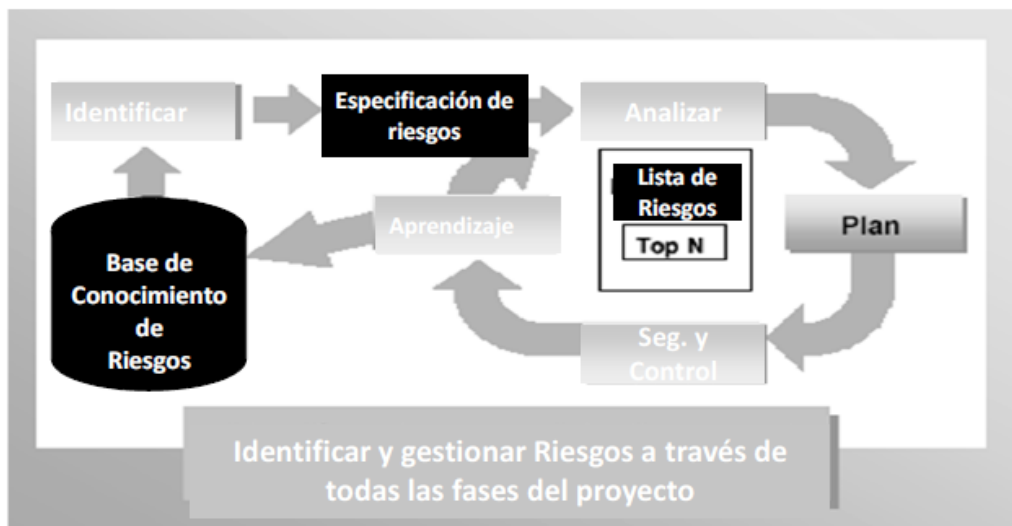 Identificar
Especificación de
riesgos
Analizar
Lista de
Riesgos
Top N
Aprendizaje
Plan
Base de
Conocimiento
de
Riesgos
Seg. y
Control
Identificar y gestionar Riesgos a través de
todas las fases del proyecto